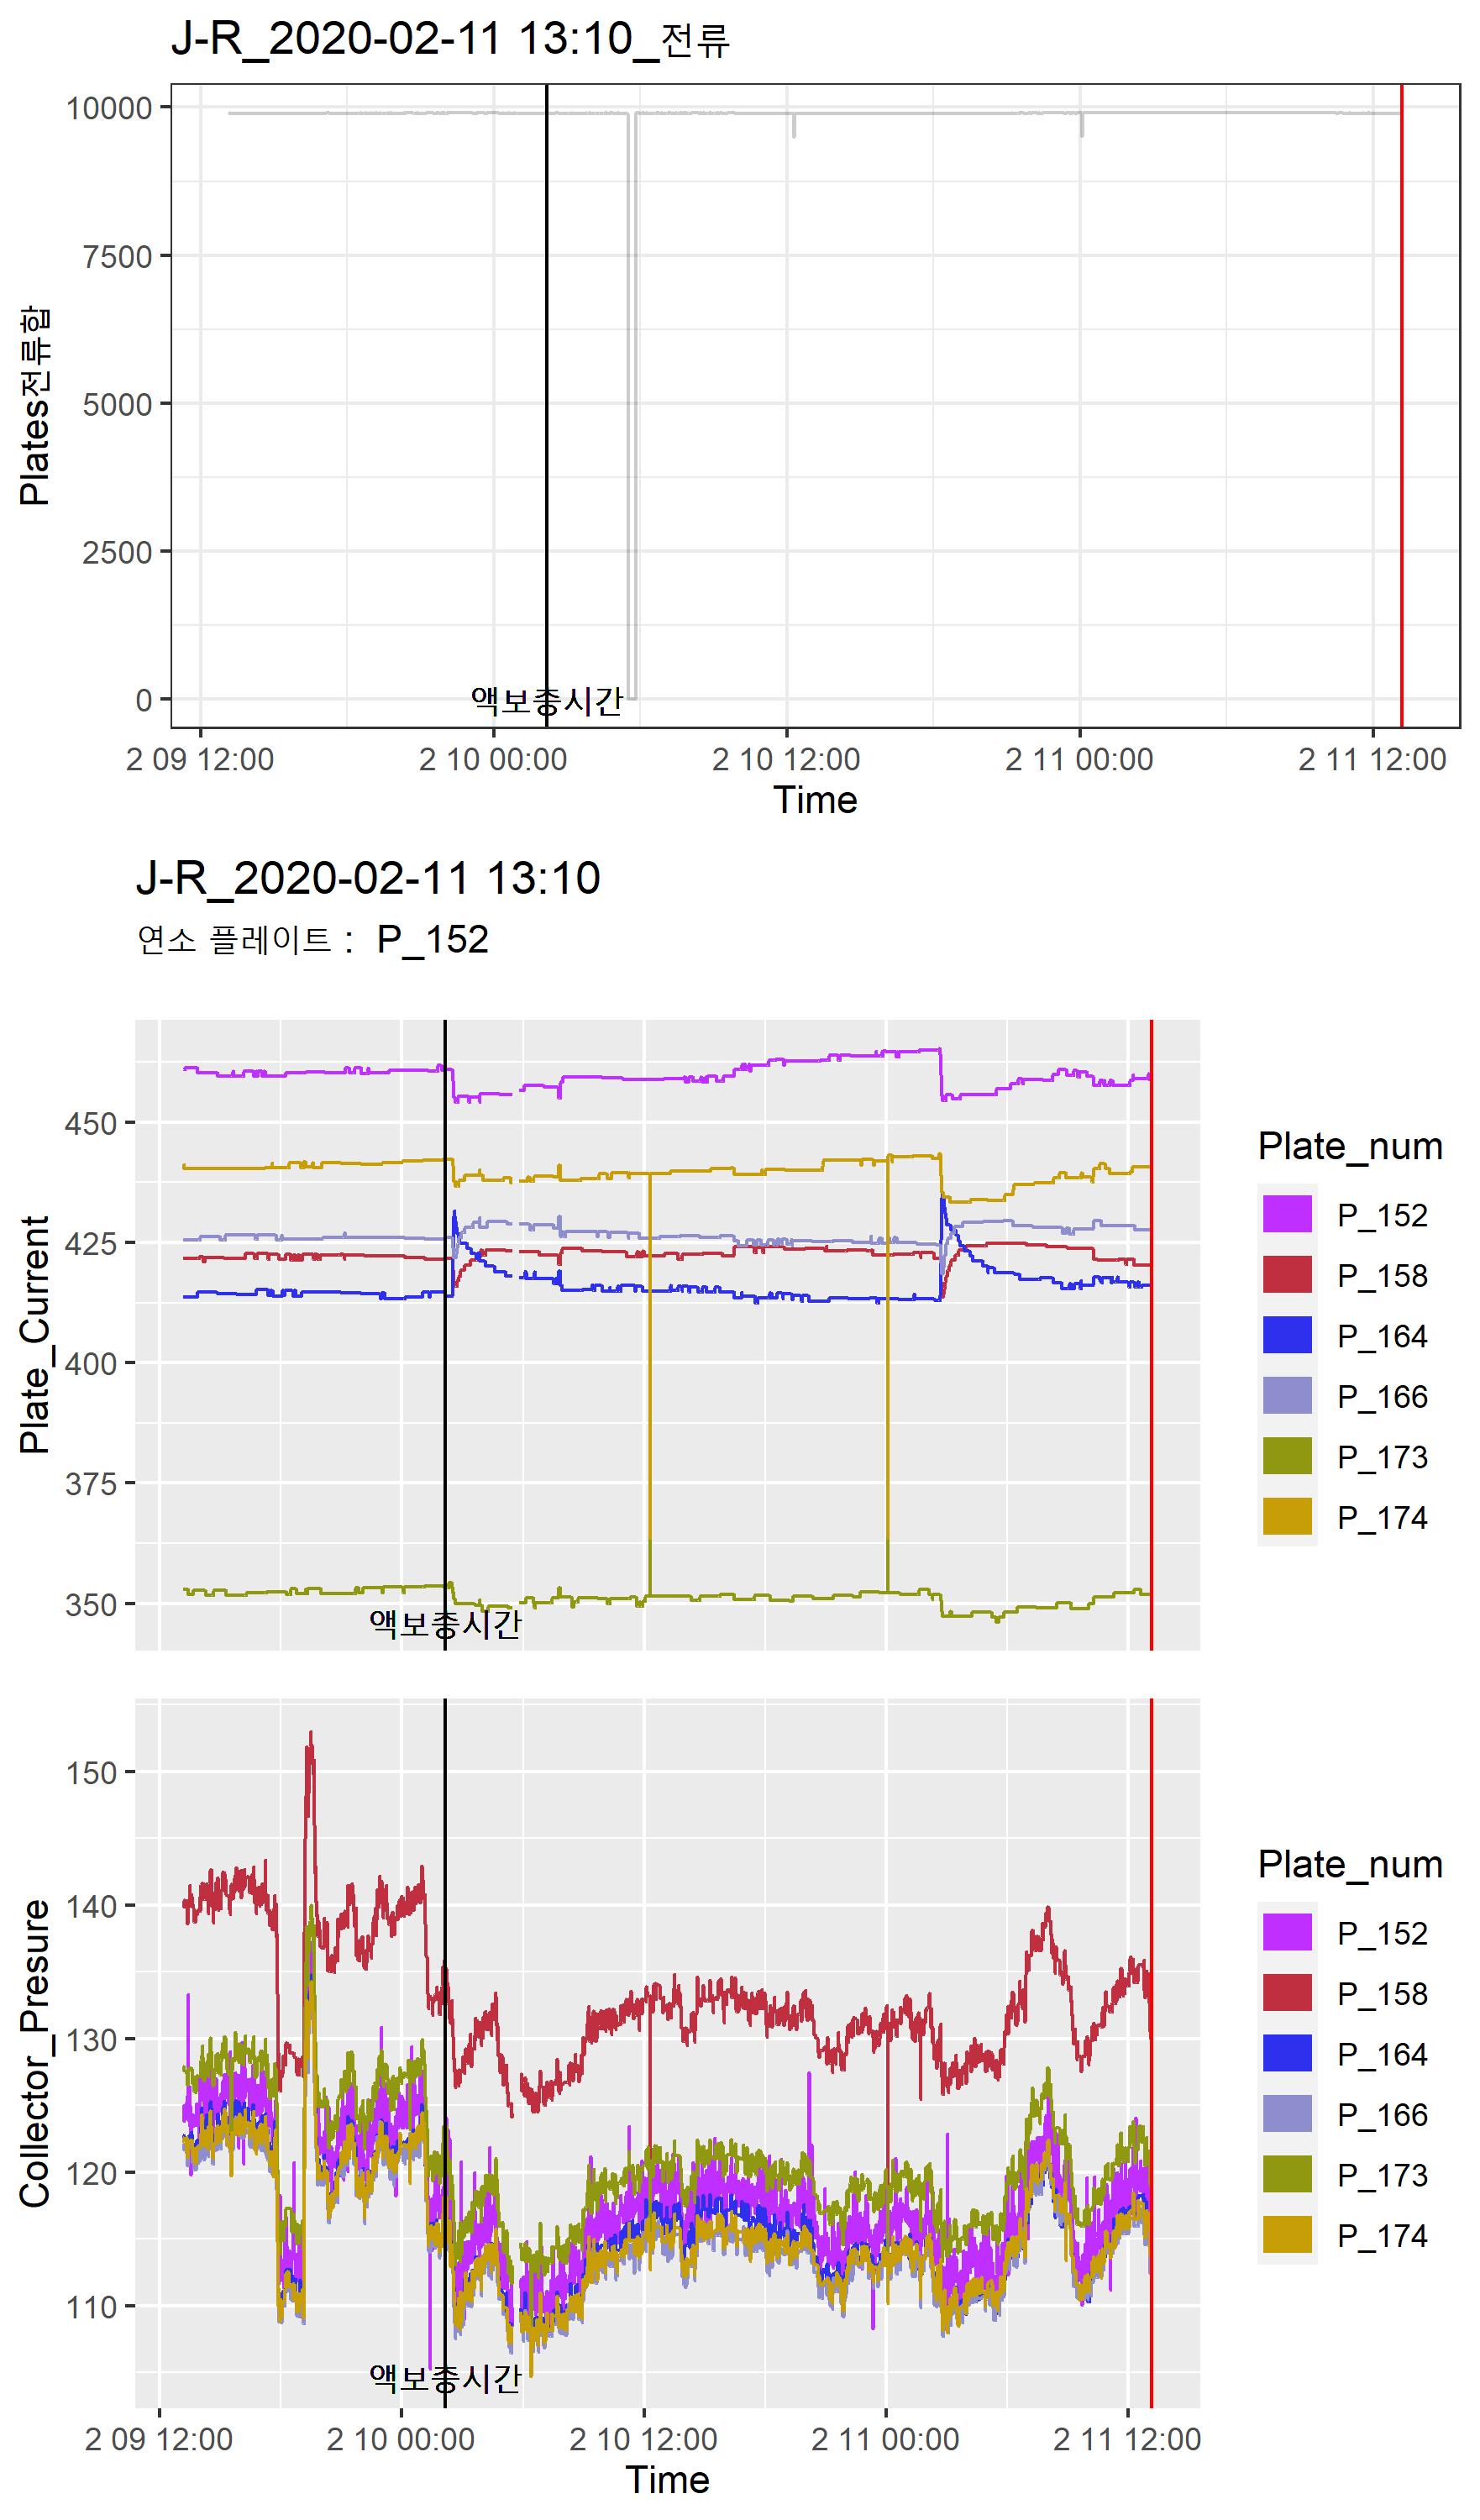 J-R_2020-02-11 13:10_전류
Plates전류합
10000
7500
5000
2500
0
액보충시간
2 09 12:00 2 10 00:00 2 10 12:00 2 11 00:00 2 11 12:00
Time
J-R_2020-02-11 13:10
연소 플레이트 : P_152
Plate_Current
450
425
400
375
350
액보충시간
Plate_num
P_152
P_158
P_164
P_166
P_173
P_174
Collector_Presure
150
140
130
120
110
액보충시간
2 09 12:00 2 10 00:00 2 10 12:00 2 11 00:00 2 11 12:00
Time
Plate_num
P_152
P_158
P_164
P_166
P_173
P_174